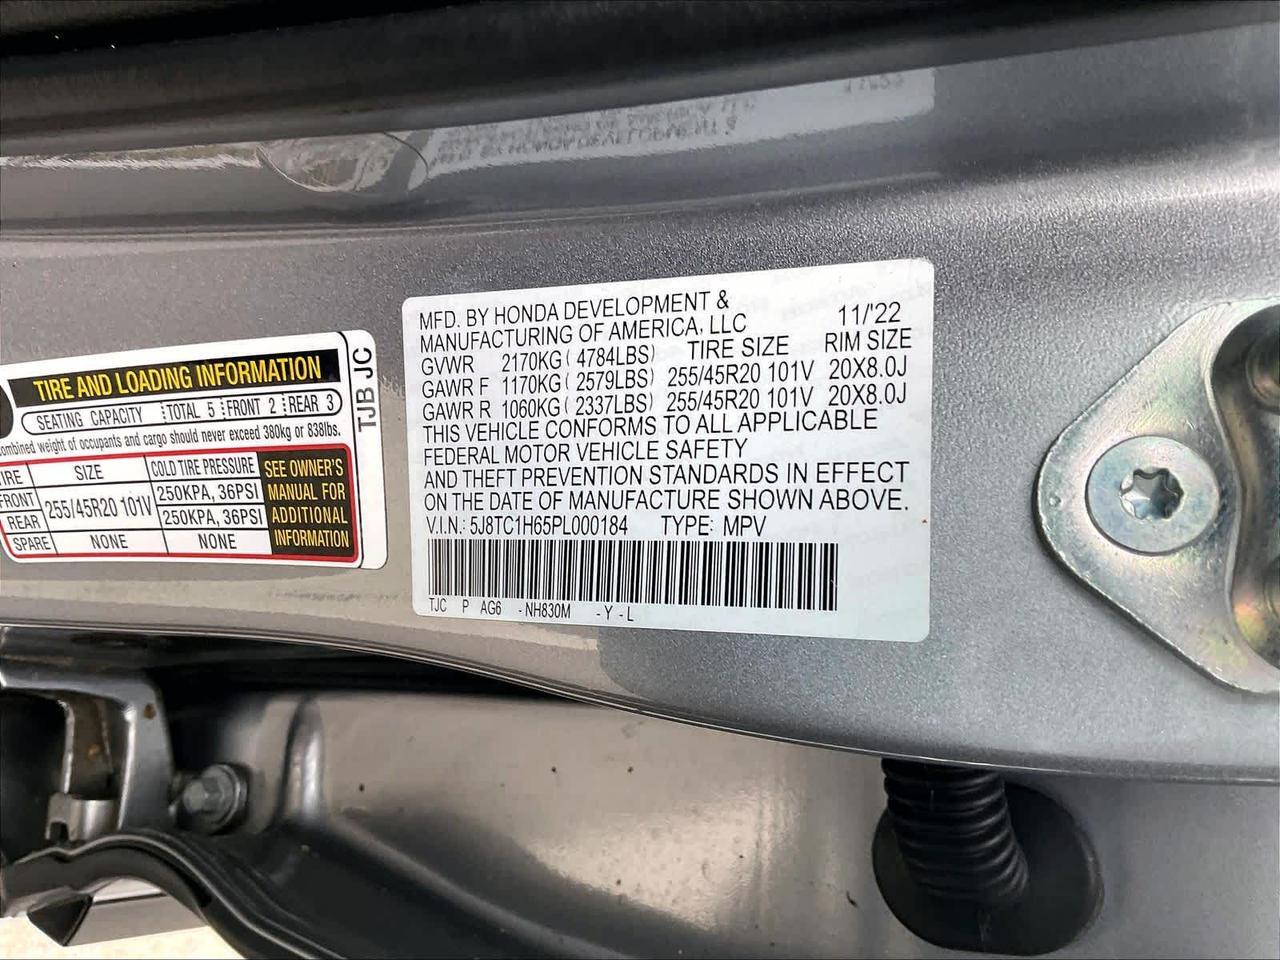 TIRE AND LOADING INFORMATION
SEATING CAPACITY TOTAL 5 FRONT 2 REAR 3
combined weight of occupants and cargo should never exceed 380kg or 838lbs.
TIRE SIZE COLD TIRE PRESSURE
FRONT 255/45R20 101V 250KPA, 36PSI
REAR 250KPA, 36PSI
SPARE NONE NONE
SEE OWNER'S
MANUAL FOR
ADDITIONAL
INFORMATION
TJB JC
MFD. BY HONDA DEVELOPMENT &
MANUFACTURING OF AMERICA, LLC 11/'22
GVWR 2170KG ( 4784LBS) TIRE SIZE RIM SIZE
GAWR F 1170KG ( 2579LBS) 255/45R20 101V 20X8.0J
GAWR R 1060KG ( 2337LBS) 255/45R20 101V 20X8.0J
THIS VEHICLE CONFORMS TO ALL APPLICABLE
FEDERAL MOTOR VEHICLE SAFETY
AND THEFT PREVENTION STANDARDS IN EFFECT
ON THE DATE OF MANUFACTURE SHOWN ABOVE.
V.I.N.: 5J8TC1H65PL000184 TYPE: MPV
TJC P AG6 -NH830M -Y -L